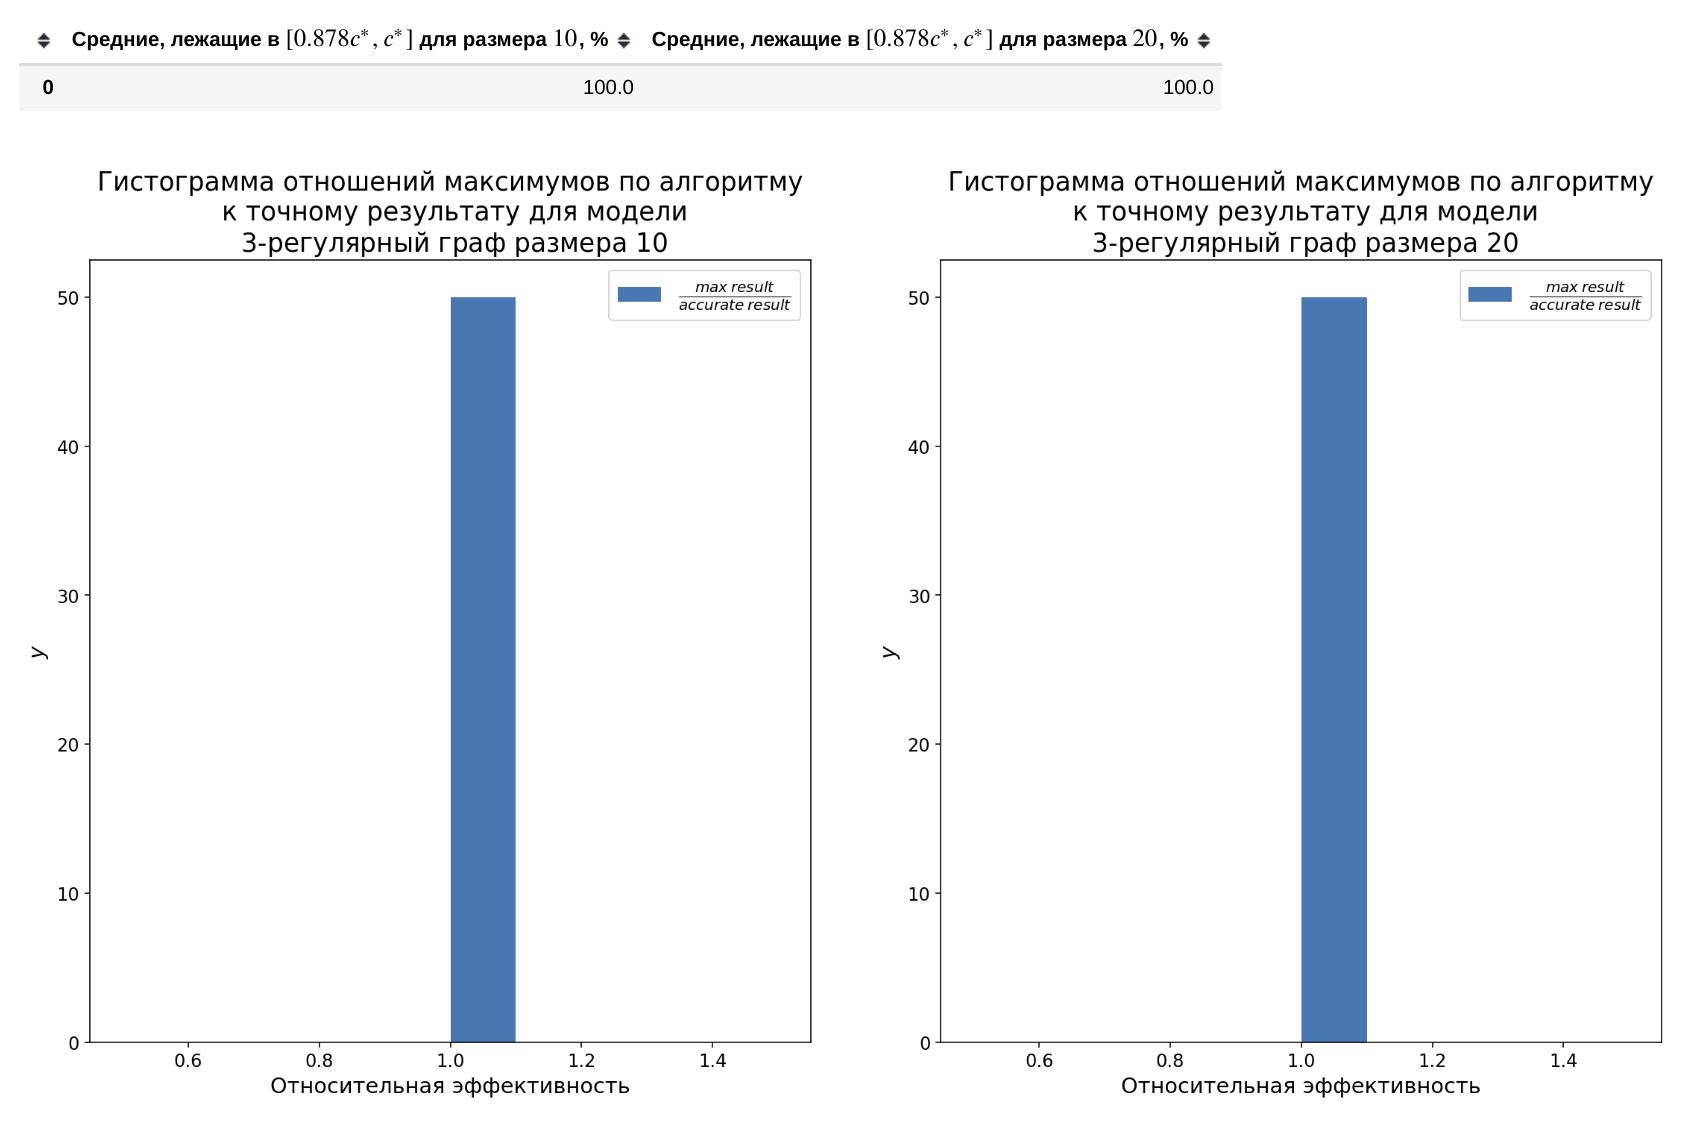 Средние, лежащие в [0.878c*, c*] для размера 10, % Средние, лежащие в [0.878c*, c*] для размера 20, %
0 100.0 100.0
Гистограмма отношений максимумов по алгоритму
к точному результату для модели
3-регулярный граф размера 10
max result
accurate result
50
40
30
20
10
0
y
0.6 0.8 1.0 1.2 1.4
Относительная эффективность
Гистограмма отношений максимумов по алгоритму
к точному результату для модели
3-регулярный граф размера 20
max result
accurate result
50
40
30
20
10
0
y
0.6 0.8 1.0 1.2 1.4
Относительная эффективность